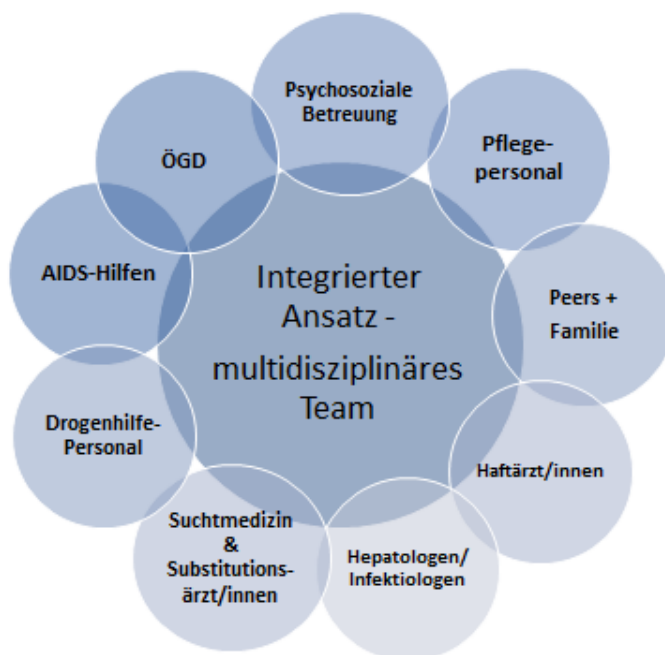 Psychosoziale
Betreuung
Pflege-
personal
Peers +
Familie
Haftärzt/innen
Hepatologen/
Infektiologen
Suchtmedizin
&
Substitutions-
ärzt/innen
Drogenhilfe-
Personal
AIDS-Hilfen
ÖGD
Integrierter
Ansatz -
multidisziplinäres
Team